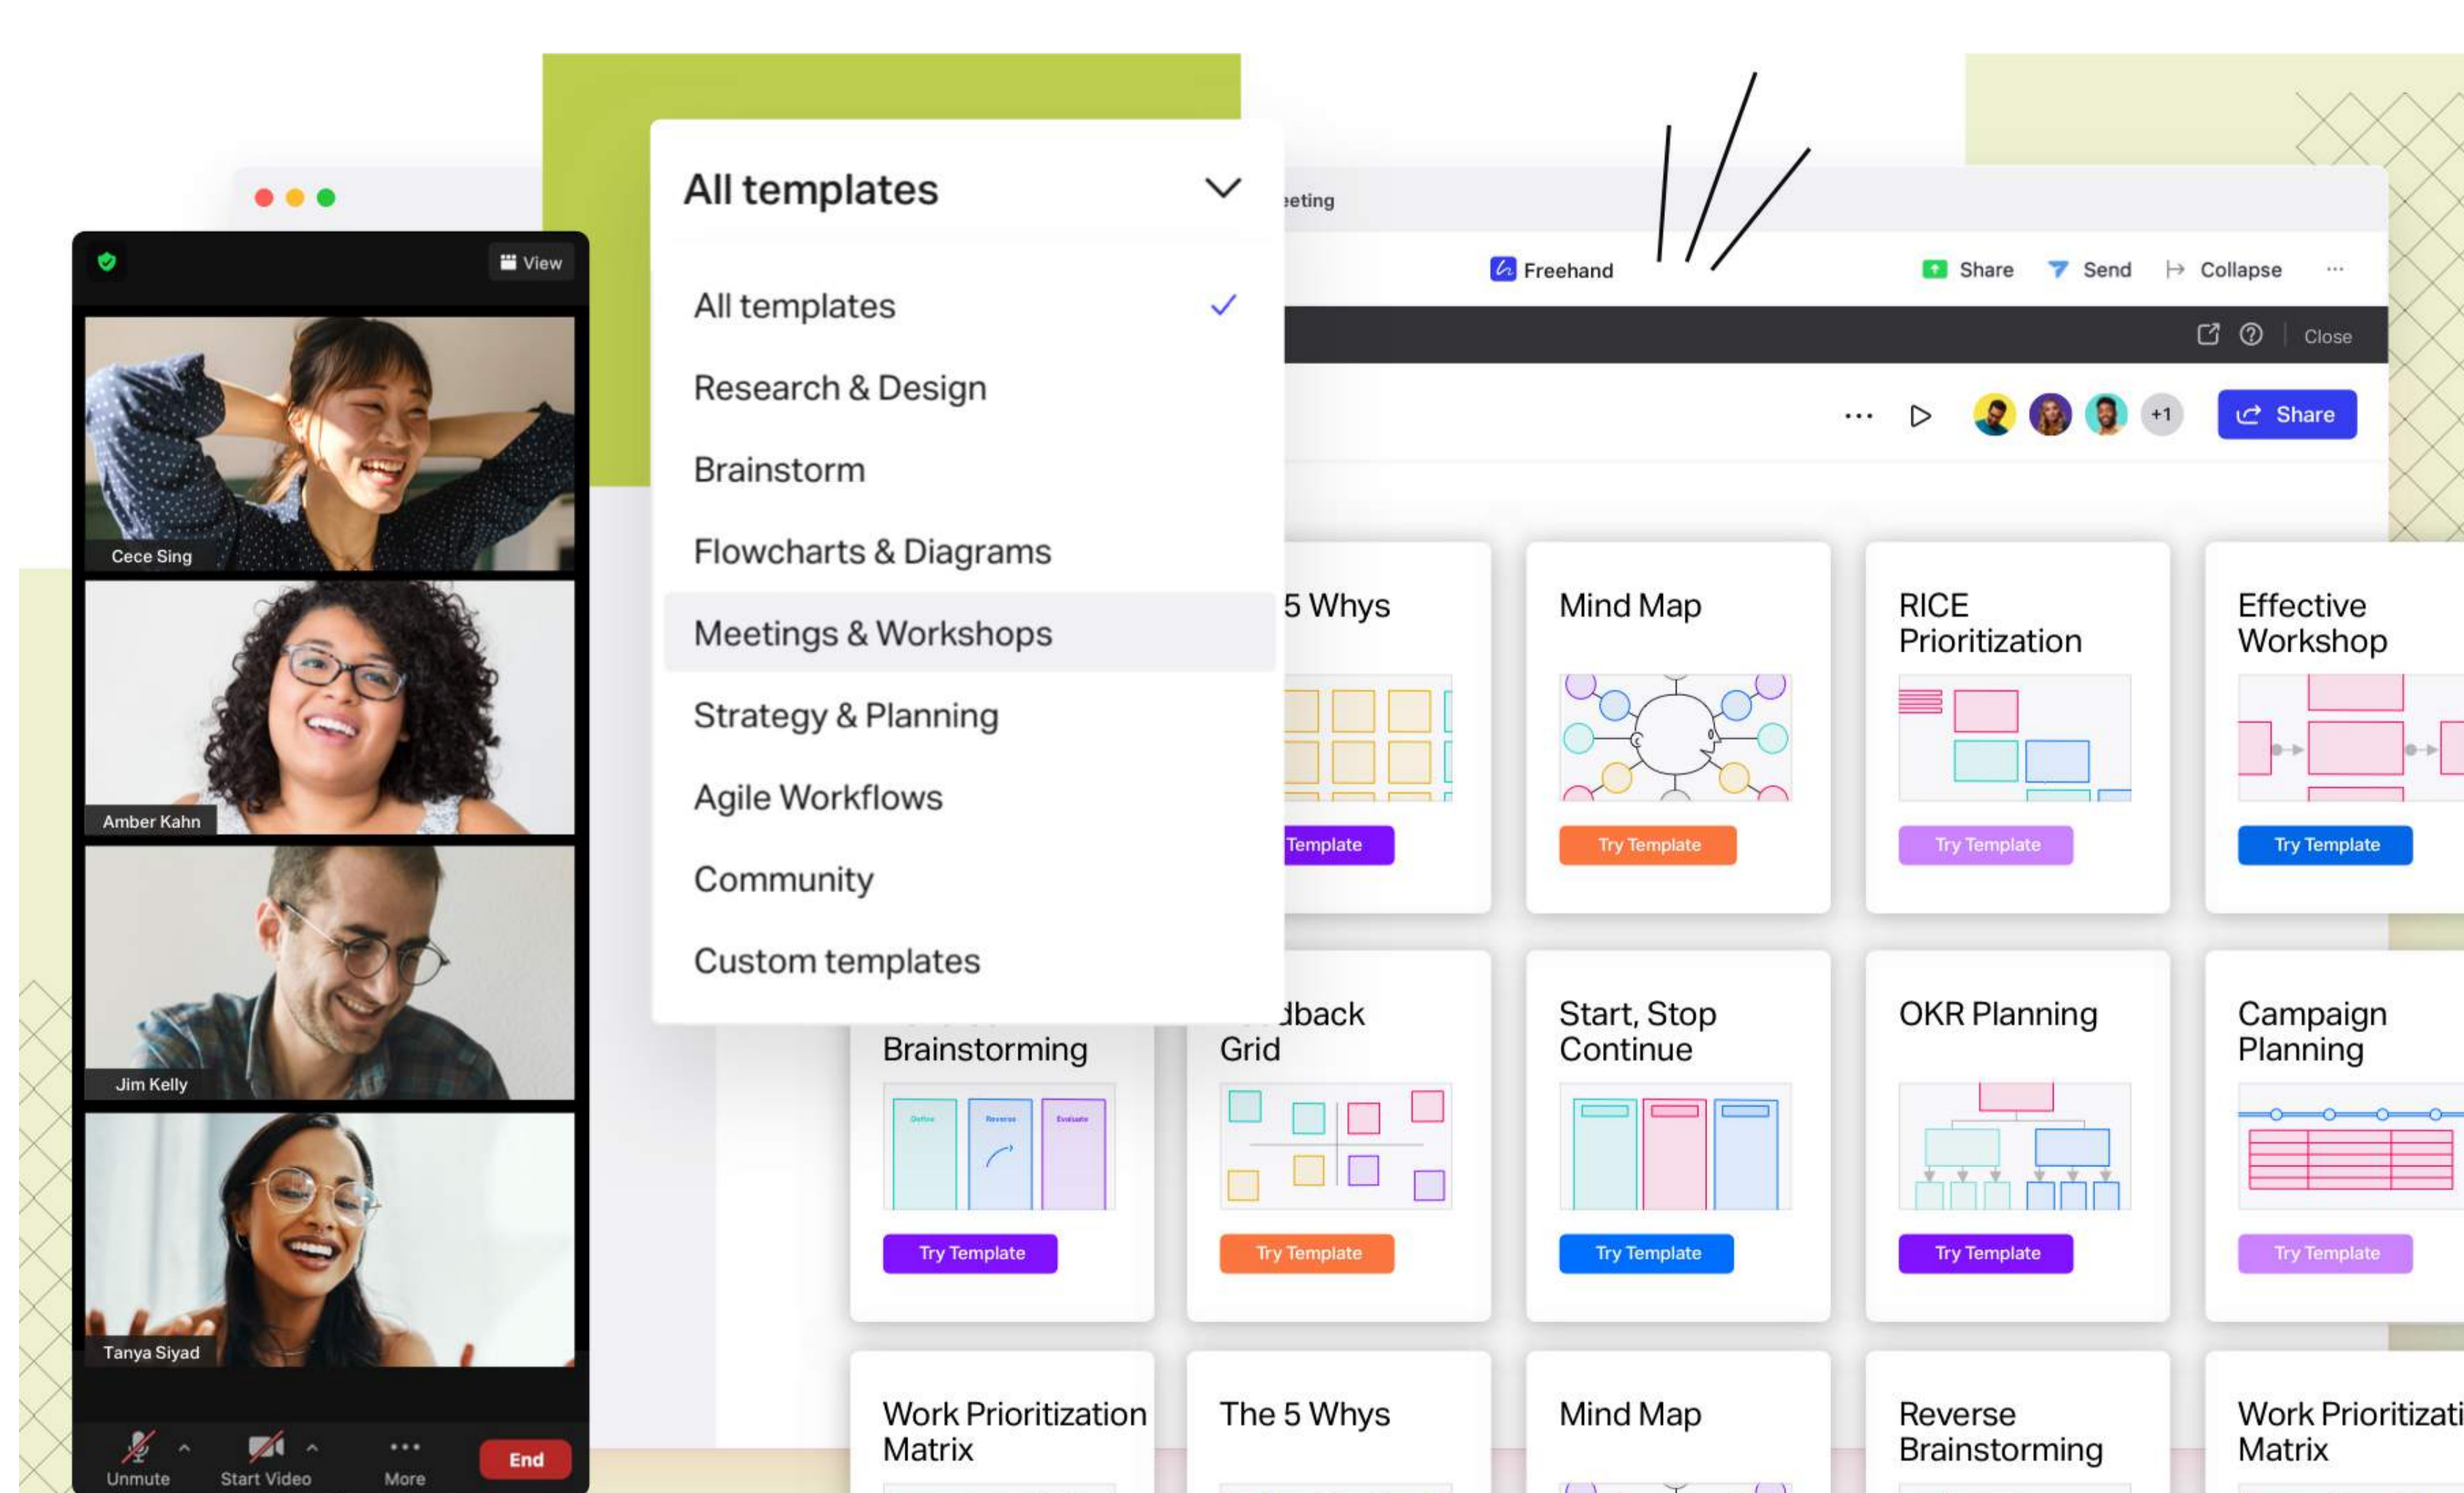 View
Cece Sing
Amber Kahn
Jim Kelly
Tanya Siyad
Unmute
Start Video
More
End
All templates
All templates
Research & Design
Brainstorm
Flowcharts & Diagrams
Meetings & Workshops
Strategy & Planning
Agile Workflows
Community
Custom templates
eeting
Freehand
Share
Send
Collapse
Close
+1
Share
5 Whys
Template
Mind Map
Try Template
RICE
Prioritization
Try Template
Effective
Workshop
Try Template
Brainstorming
Define
Reverse
Evaluate
Try Template
dback
Grid
Try Template
Start, Stop
Continue
Try Template
OKR Planning
Try Template
Campaign
Planning
Try Template
Work Prioritization
Matrix
The 5 Whys
Mind Map
Reverse
Brainstorming
Work Prioritizati
Matrix